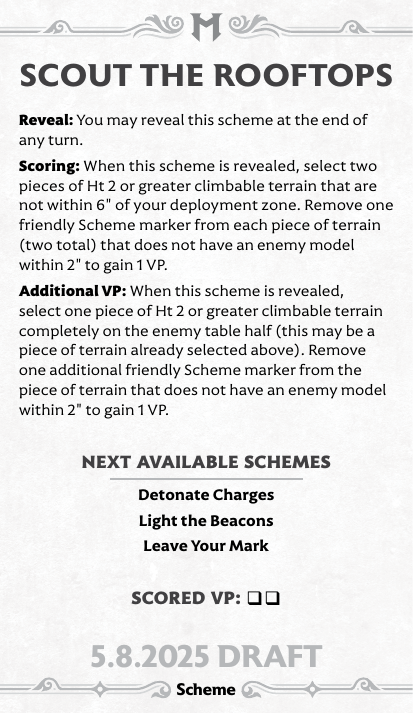 SCOUT THE ROOFTOPS
Reveal: You may reveal this scheme at the end of
any turn.
Scoring: When this scheme is revealed, select two
pieces of Ht 2 or greater climbable terrain that are
not within 6" of your deployment zone. Remove one
friendly Scheme marker from each piece of terrain
(two total) that does not have an enemy model
within 2" to gain 1 VP.
Additional VP: When this scheme is revealed,
select one piece of Ht 2 or greater climbable terrain
completely on the enemy table half (this may be a
piece of terrain already selected above). Remove
one additional friendly Scheme marker from the
piece of terrain that does not have an enemy model
within 2" to gain 1 VP.
NEXT AVAILABLE SCHEMES
Detonate Charges
Light the Beacons
Leave Your Mark
SCORED VP: ❏❏
5.8.2025 DRAFT
Scheme